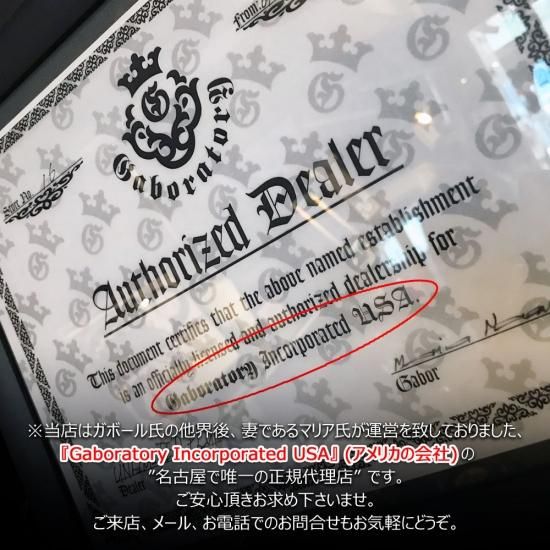 from:
Gaboratory
Store No. 16
Authorized Dealer
This document certifies that the above named establishment
is an officially licensed and authorized dealership for
Gaboratory Incorporated USA.
Gabor
Dealer
※当店はガボール氏の他界後、妻であるマリア氏が運営を致しておりました、
『Gaboratory Incorporated USA』(アメリカの会社)の
"名古屋で唯一の正規代理店" です。
ご安心頂きお求め下さいませ。
ご来店、メール、お電話でのお問合せもお気軽にどうぞ。